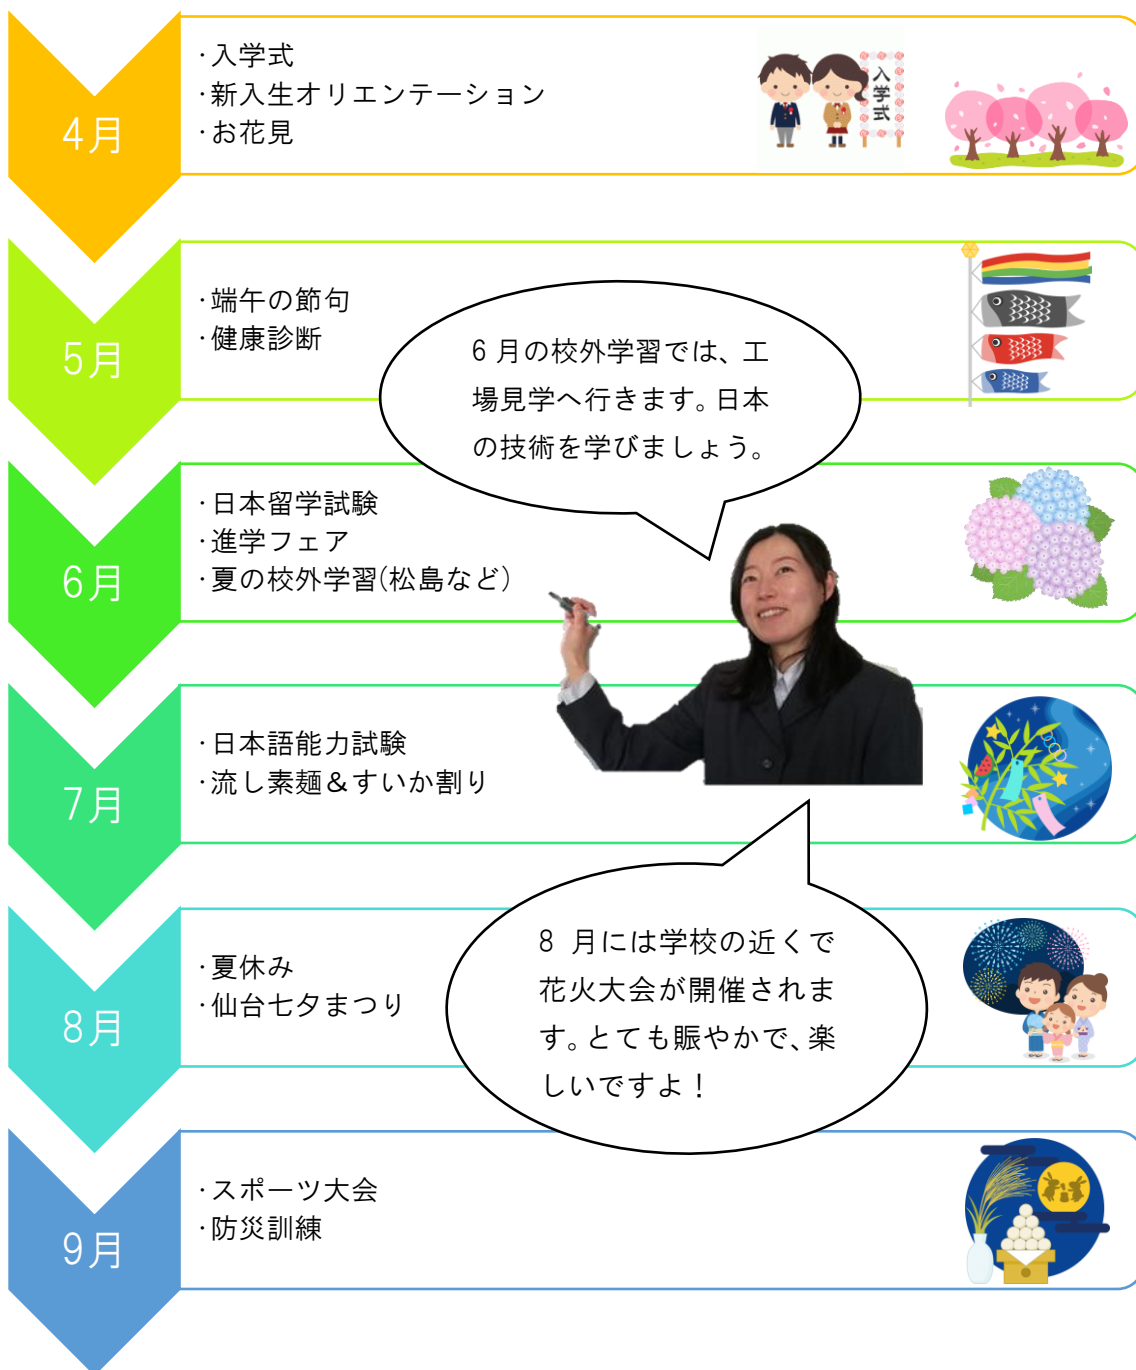 4月
・入学式
・新入生オリエンテーション
・お花見
入学式
5月
・端午の節句
・健康診断
6月の校外学習では、工
場見学へ行きます。日本
の技術を学びましょう。
6月
・日本留学試験
・進学フェア
・夏の校外学習(松島など)
7月
・日本語能力試験
・流し素麺＆すいか割り
8月
・夏休み
・仙台七夕まつり
8 月には学校の近くで
花火大会が開催されま
す。とても賑やかで、楽
しいですよ！
9月
・スポーツ大会
・防災訓練